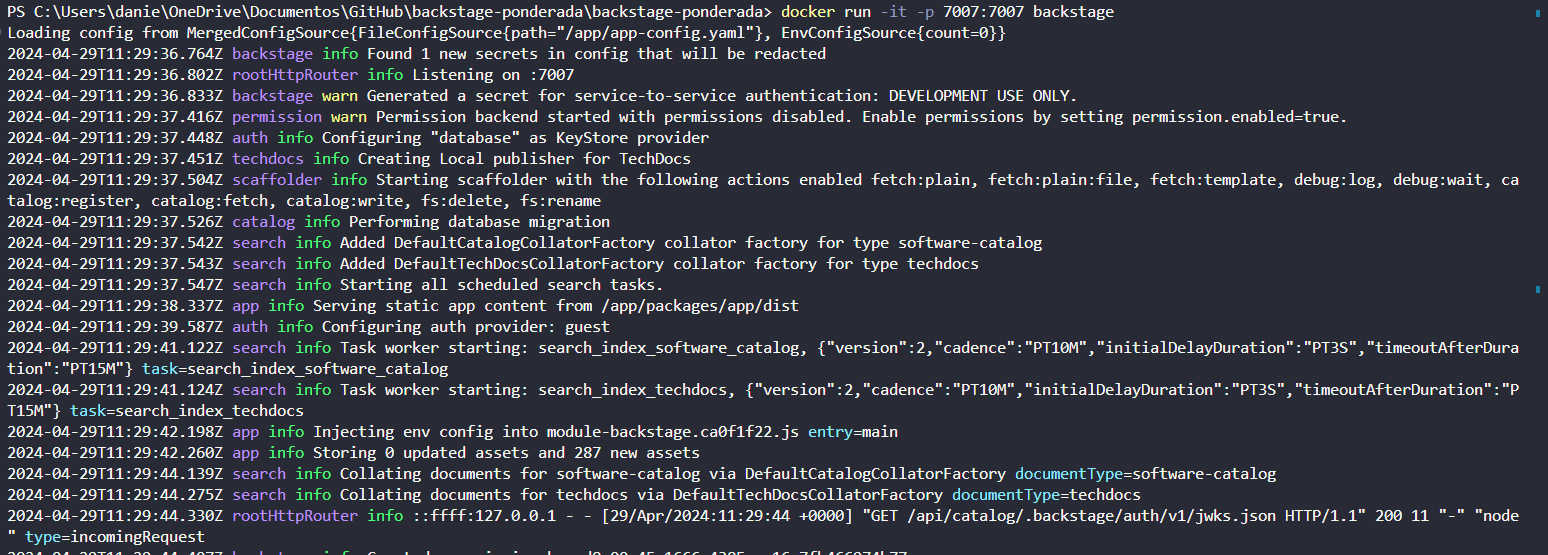 PS C:\Users\danie\OneDrive\Documentos\GitHub\backstage-ponderada\backstage-ponderada> docker run -it -p 7007:7007 backstage
Loading config from MergedConfigSource{FileConfigSource{path="/app/app-config.yaml"}, EnvConfigSource{count=0}}
2024-04-29T11:29:36.764Z backstage info Found 1 new secrets in config that will be redacted
2024-04-29T11:29:36.802Z rootHttpRouter info Listening on :7007
2024-04-29T11:29:36.833Z backstage warn Generated a secret for service-to-service authentication: DEVELOPMENT USE ONLY.
2024-04-29T11:29:37.416Z permission warn Permission backend started with permissions disabled. Enable permissions by setting permission.enabled=true.
2024-04-29T11:29:37.448Z auth info Configuring "database" as KeyStore provider
2024-04-29T11:29:37.451Z techdocs info Creating Local publisher for TechDocs
2024-04-29T11:29:37.504Z scaffolder info Starting scaffolder with the following actions enabled fetch:plain, fetch:plain:file, fetch:template, debug:log, debug:wait, ca
talog:register, catalog:fetch, catalog:write, fs:delete, fs:rename
2024-04-29T11:29:37.526Z catalog info Performing database migration
2024-04-29T11:29:37.542Z search info Added DefaultCatalogCollatorFactory collator factory for type software-catalog
2024-04-29T11:29:37.543Z search info Added DefaultTechDocsCollatorFactory collator factory for type techdocs
2024-04-29T11:29:37.547Z search info Starting all scheduled search tasks.
2024-04-29T11:29:38.337Z app info Serving static app content from /app/packages/app/dist
2024-04-29T11:29:39.587Z auth info Configuring auth provider: guest
2024-04-29T11:29:41.122Z search info Task worker starting: search_index_software_catalog, {"version":2,"cadence":"PT10M","initialDelayDuration":"PT3S","timeoutAfterDura
tion":"PT15M"} task=search_index_software_catalog
2024-04-29T11:29:41.124Z search info Task worker starting: search_index_techdocs, {"version":2,"cadence":"PT10M","initialDelayDuration":"PT3S","timeoutAfterDuration":"P
T15M"} task=search_index_techdocs
2024-04-29T11:29:42.198Z app info Injecting env config into module-backstage.ca0f1f22.js entry=main
2024-04-29T11:29:42.260Z app info Storing 0 updated assets and 287 new assets
2024-04-29T11:29:44.139Z search info Collating documents for software-catalog via DefaultCatalogCollatorFactory documentType=software-catalog
2024-04-29T11:29:44.275Z search info Collating documents for techdocs via DefaultTechDocsCollatorFactory documentType=techdocs
2024-04-29T11:29:44.330Z rootHttpRouter info ::ffff:127.0.0.1 - - [29/Apr/2024:11:29:44 +0000] "GET /api/catalog/.backstage/auth/v1/jwks.json HTTP/1.1" 200 11 "-" "node
" type=incomingRequest